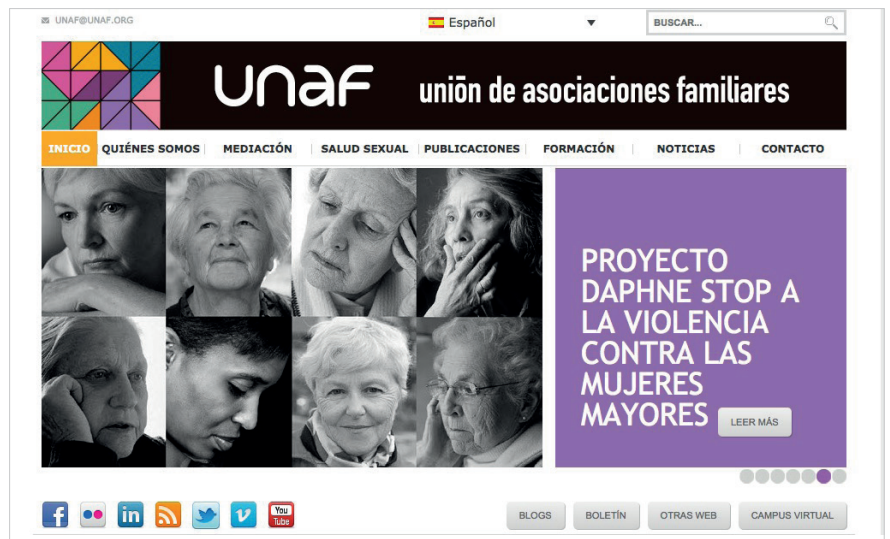 UNAF@UNAF.ORG
Español
BUSCAR...
unaf
unión de asociaciones familiares
INICIO
QUIÉNES SOMOS
MEDIACIÓN
SALUD SEXUAL
PUBLICACIONES
FORMACIÓN
NOTICIAS
CONTACTO
PROYECTO
DAPHNE STOP A
LA VIOLENCIA
CONTRA LAS
MUJERES
MAYORES
LEER MÁS
f
in
v
You
Tube
BLOGS
BOLETÍN
OTRAS WEB
CAMPUS VIRTUAL